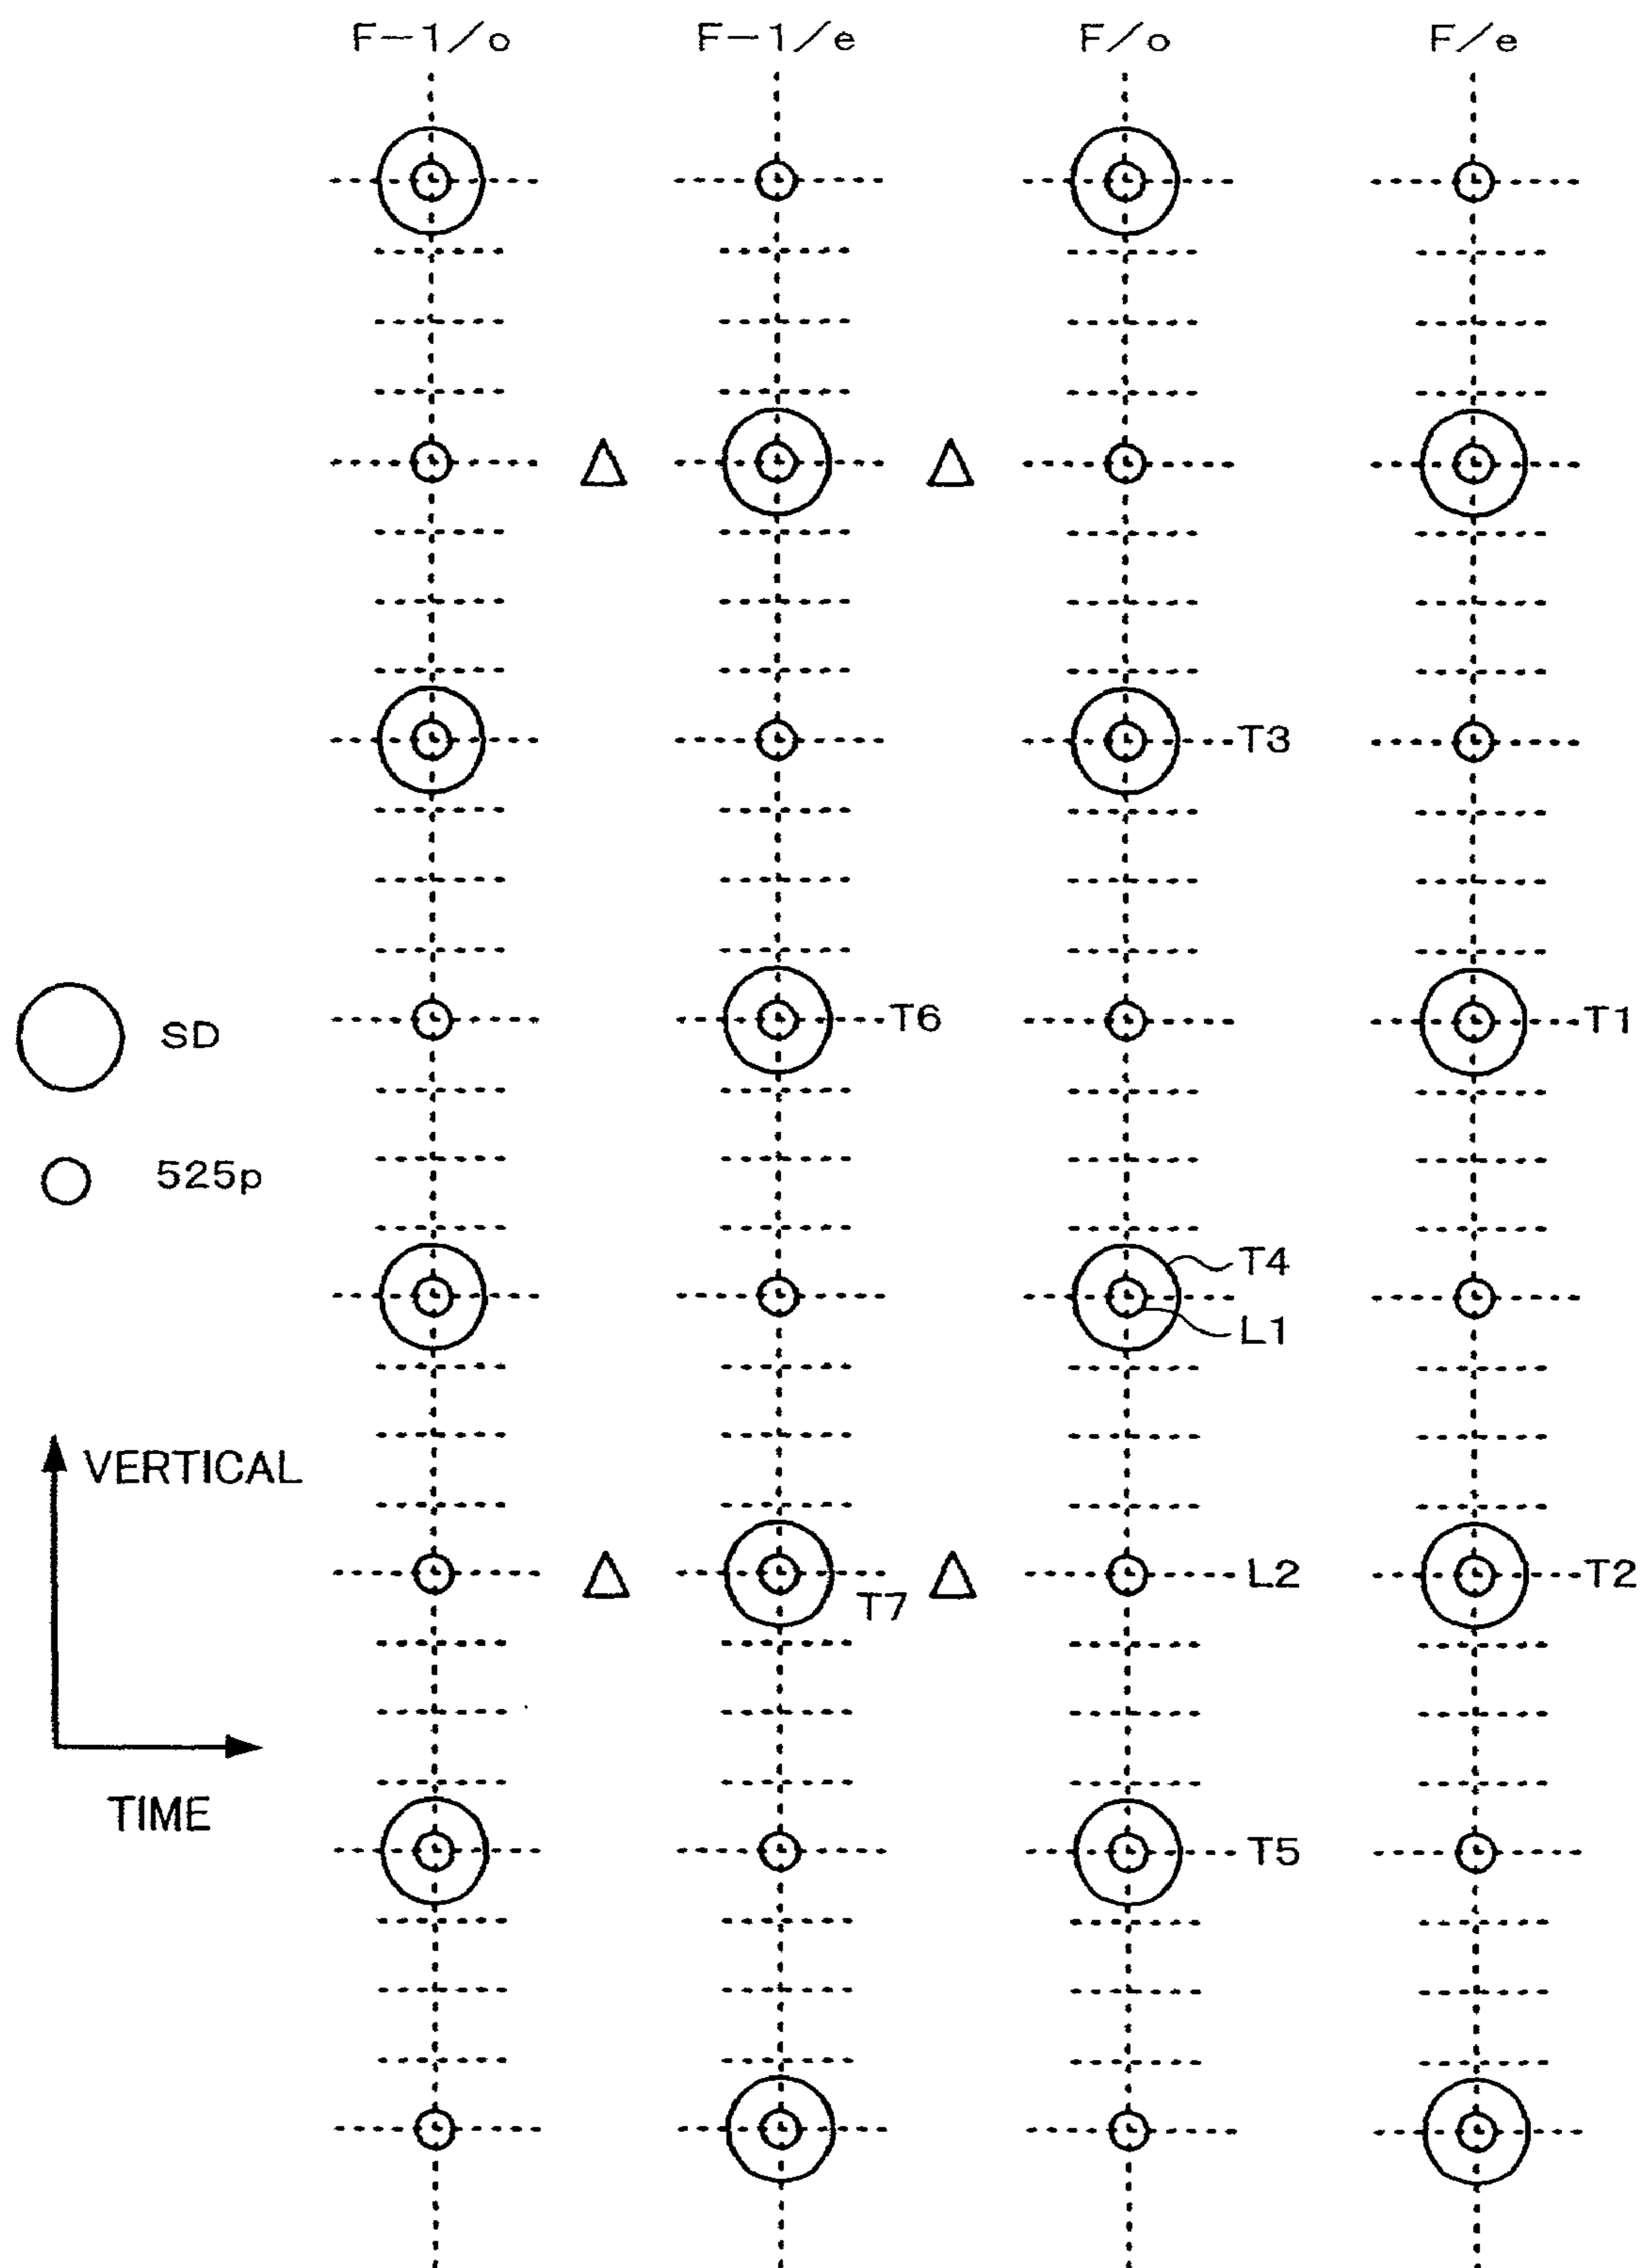 F-1/o F-1/e F/o F/e
T3
T6 T1
SD
525p
T4
L1
VERTICAL
L2 T2
T7
TIME
T5